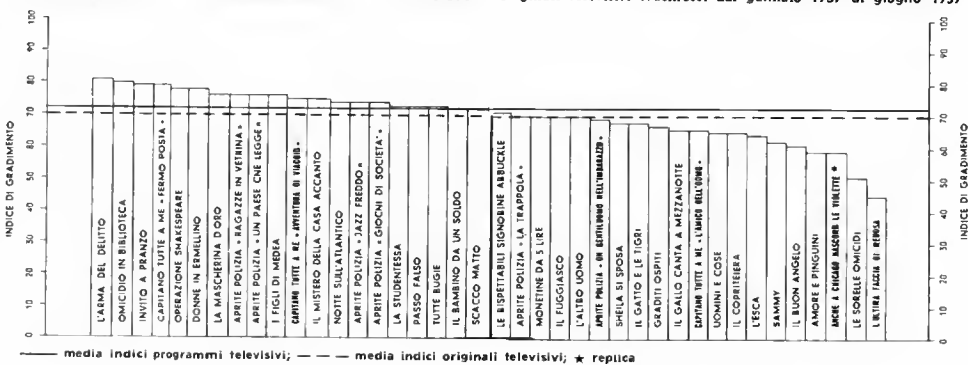 dal gennaio 1957 al giugno 1957
INDICE DI GRADIMENTO
100
90
80
70
60
50
40
30
20
10
0
L'ARMA DEL DELITTO
OMICIDIO IN BIBLIOTECA
INVITO A PRANZO
CAPITANO TUTTE A ME «FERMO POSTA»
OPERAZIONE SHAKESPEARE
DONNE IN ERMELLINO
LA MASCHERINA D'ORO
APRITE POLIZIA «RAGAZZE IN VETRINA»
APRITE POLIZIA «UN PAESE CHE LEGGE»
I FIGLI DI MEDEA
CAPITANO TUTTE A ME «AVVENTURA DI VIAGGIO»
IL MISTERO DELLA CASA ACCANTO
NOTTE SULL'ATLANTICO
APRITE POLIZIA «JAZZ FREDDO»
APRITE POLIZIA «GIOCHI DI SOCIETA'»
LA STUDENTESSA
PASSO FALSO
TUTTE BUGIE
IL BAMBINO DA UN SOLDO
SCACCO MATTO
LE RISPETTABILI SIGNORINE ABBUCKLE
APRITE POLIZIA «LA TRAPPOLA»
MONETINE DA 5 LIRE
IL FUGGIASCO
L'ALTRO UOMO
APRITE POLIZIA «UN GENTILUOMO NELL'IMBARAZZO»
SHEILA SI SPOSA
IL GATTO E LE TIGRI
GRADITI OSPITI
IL GALLO CANTA A MEZZANOTTE
CAPITANO TUTTE A ME «L'AMICO DELL'UOMO»
UOMINI E COSE
IL COPRITEIERA
L'ESCA
SAMMY
IL BUON ANGELO
AMORE E PINGUINI
ANCHE A CHICAGO NASCONO LE VIOLETTE ★
LE SORELLE OMICIDI
L'ULTIMA FACCIA DI MEDUSA
100
90
80
70
60
50
40
30
20
10
0
INDICE DI GRADIMENTO
media indici programmi televisivi; — — — media indici originali televisivi; ★ replica